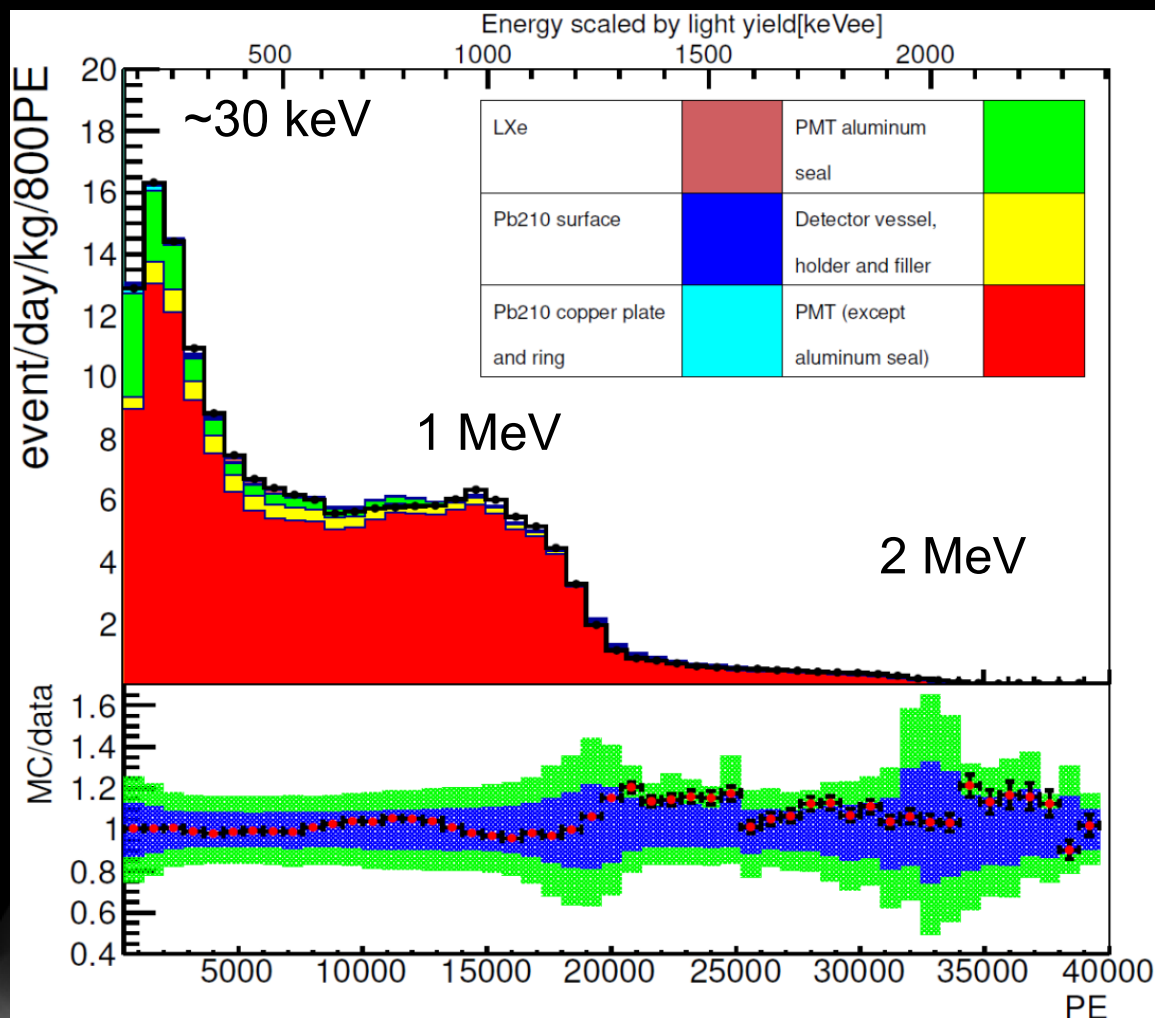 Energy scaled by light yield[keVee]
500 1000 1500 2000
event/day/kg/800PE
20
18
16
14
12
10
8
6
4
2
~30 keV
1 MeV
2 MeV
LXe
PMT aluminum
seal
Pb210 surface
Detector vessel,
holder and filler
Pb210 copper plate
and ring
PMT (except
aluminum seal)
MC/data
1.6
1.4
1.2
1
0.8
0.6
0.4
5000 10000 15000 20000 25000 30000 35000 40000
PE